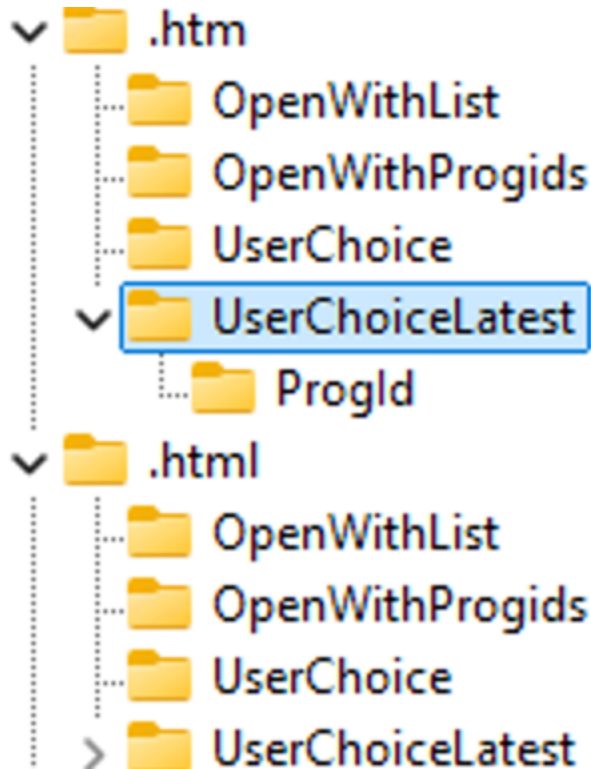 .htm
OpenWithList
OpenWithProgids
UserChoice
UserChoiceLatest
ProgId
.html
OpenWithList
OpenWithProgids
UserChoice
UserChoiceLatest